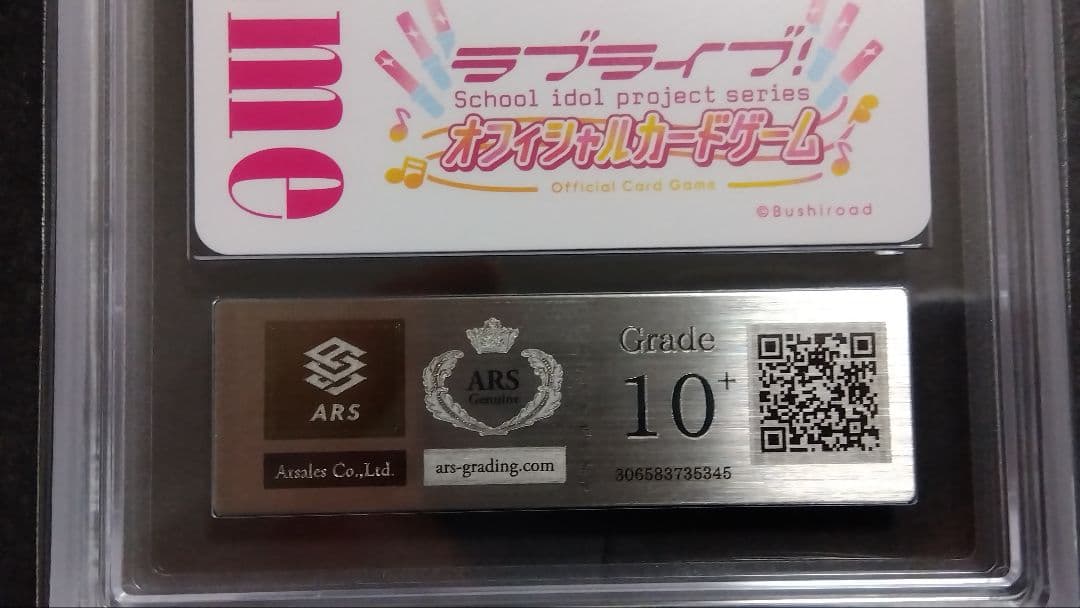 me
ラブライブ!
School idol project series
オフィシャルカードゲーム
Official Card Game
©Bushiroad
ARS
Arsales Co.,Ltd.
ARS
Genuine
ars-grading.com
Grade
10+
306583735345